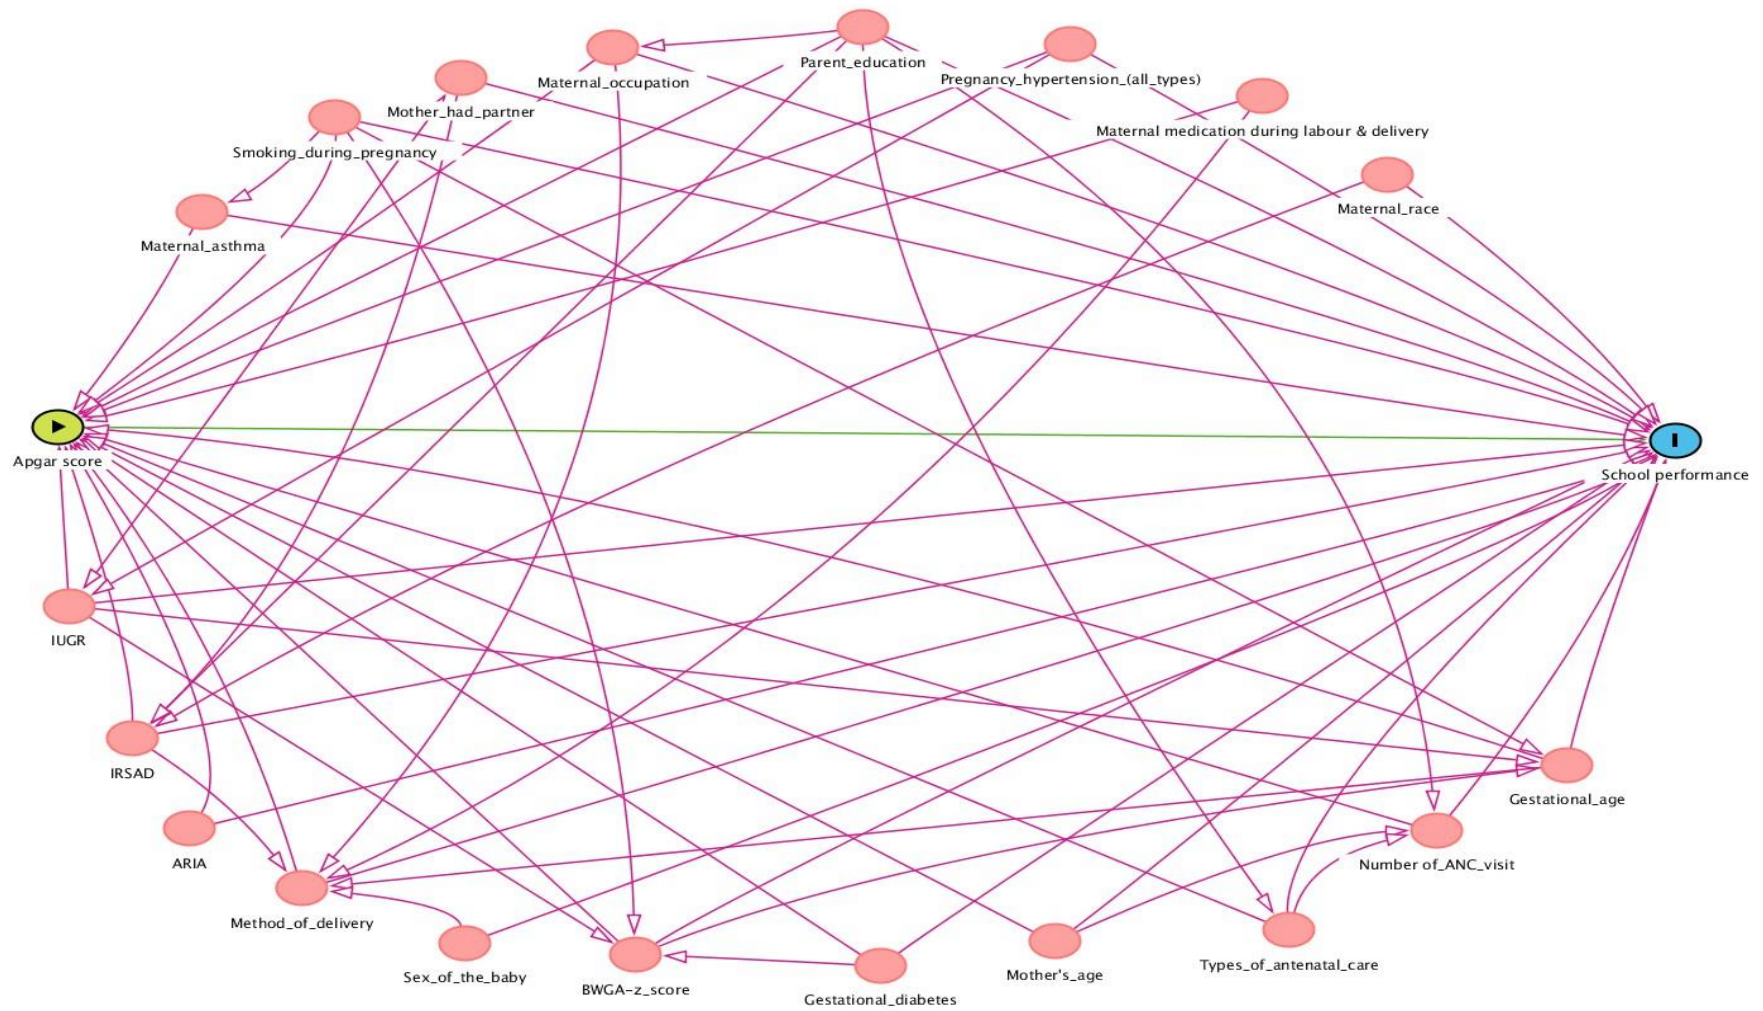 Parent_education
Pregnancy_hypertension_(all_types)
Maternal_occupation
Mother_had_partner
Maternal medication during labour & delivery
Smoking_during_pregnancy
Maternal_race
Maternal_asthma
Apgar score
School performance
IUGR
IRSAD
Gestational_age
ARIA
Number of_ANC_visit
Method_of_delivery
Types_of_antenatal_care
Sex_of_the_baby
Mother's_age
BWGA-z_score
Gestational_diabetes